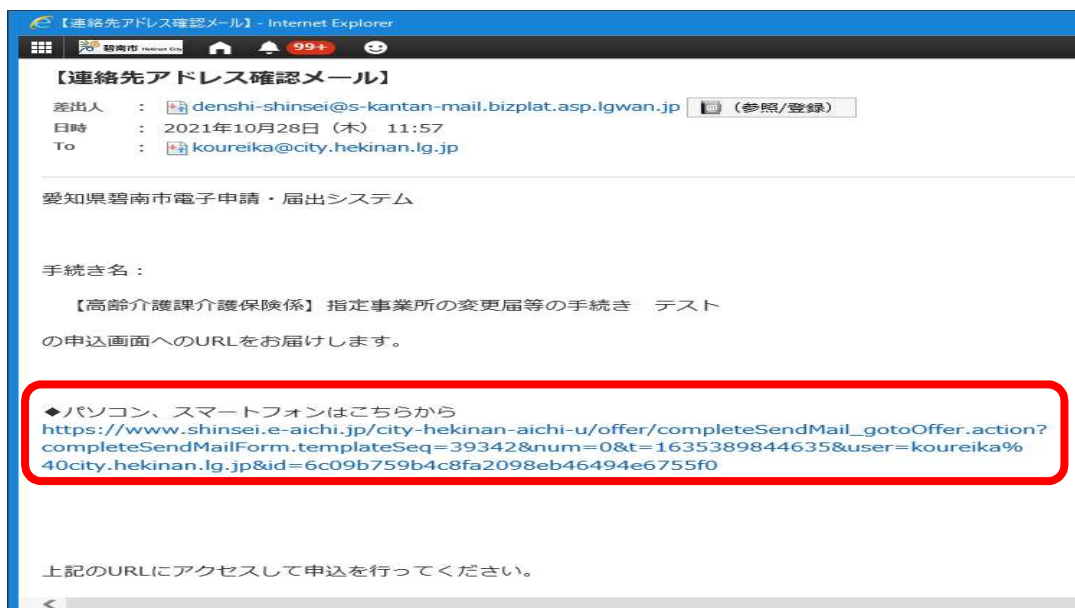 【連絡先アドレス確認メール】- Internet Explorer
碧南市 Hekinan City 99+
【連絡先アドレス確認メール】
差出人 : denshi-shinsei@s-kantan-mail.bizplat.asp.lgwan.jp (参照/登録)
日時 : 2021年10月28日（木） 11:57
To : koureika@city.hekinan.lg.jp
愛知県碧南市電子申請・届出システム
手続き名：
【高齢介護課介護保険係】指定事業所の変更届等の手続き　テスト
の申込画面へのURLをお届けします。
◆パソコン、スマートフォンはこちらから
https://www.shinsei.e-aichi.jp/city-hekinan-aichi-u/offer/completeSendMail_gotoOffer.action?
completeSendMailForm.templateSeq=39342&num=0&t=1635389844635&user=koureika%
40city.hekinan.lg.jp&id=6c09b759b4c8fa2098eb46494e6755f0
上記のURLにアクセスして申込を行ってください。